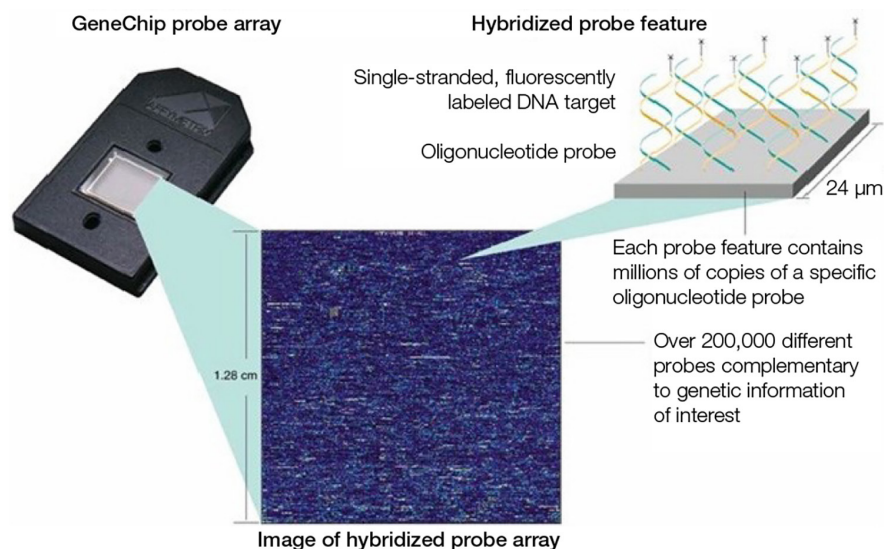 GeneChip probe array
Hybridized probe feature
Single-stranded, fluorescently
labeled DNA target
Oligonucleotide probe
24 µm
Each probe feature contains
millions of copies of a specific
oligonucleotide probe
Over 200,000 different
probes complementary
to genetic information
of interest
1.28 cm
Image of hybridized probe array